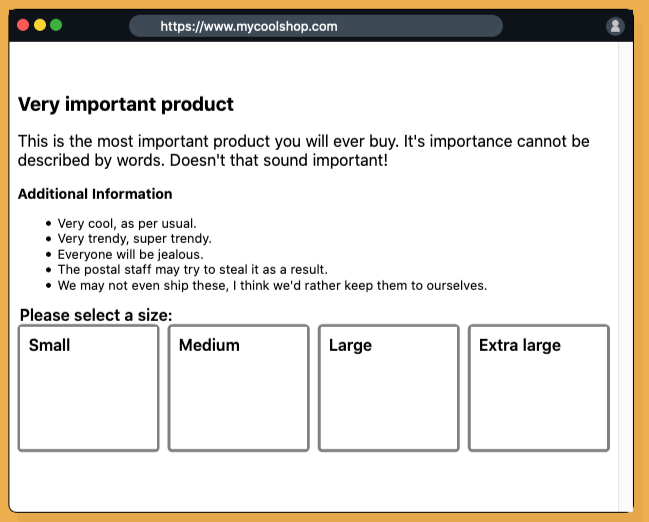 https://www.mycoolshop.com
Very important product
This is the most important product you will ever buy. It's importance cannot be
described by words. Doesn't that sound important!
Additional Information
• Very cool, as per usual.
• Very trendy, super trendy.
• Everyone will be jealous.
• The postal staff may try to steal it as a result.
• We may not even ship these, I think we'd rather keep them to ourselves.
Please select a size:
Small Medium Large Extra large